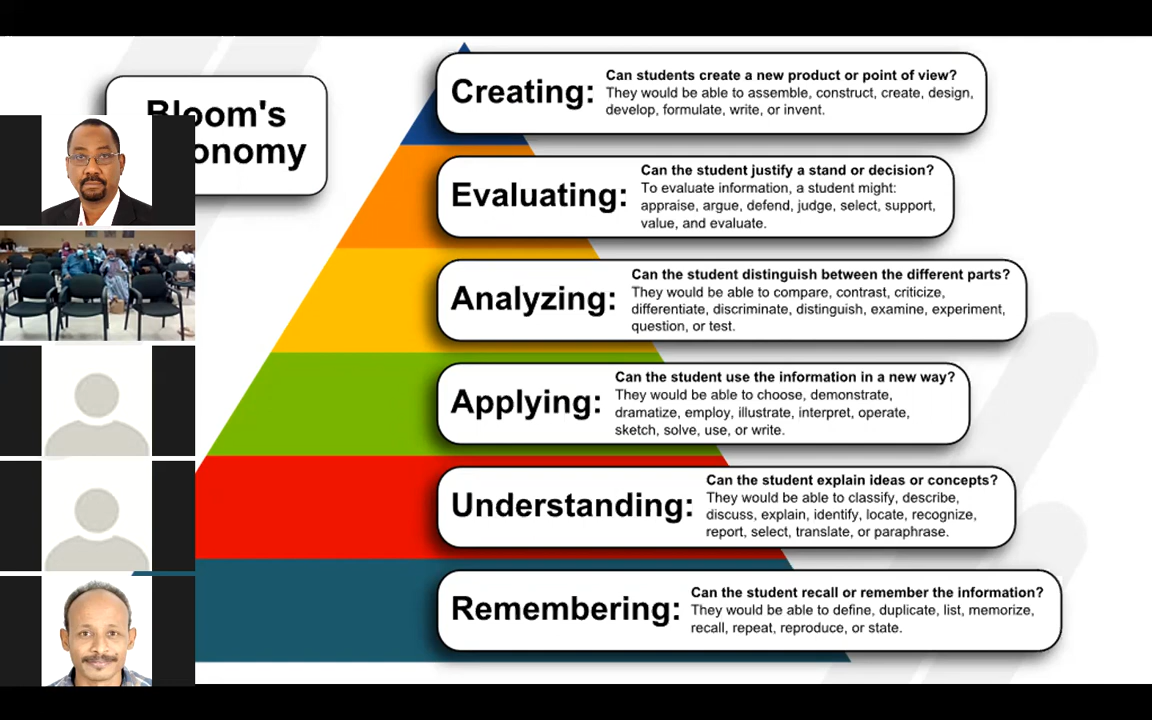 Bloom's
onomy
Creating:
Can students create a new product or point of view?
They would be able to assemble, construct, create, design,
develop, formulate, write, or invent.
Evaluating:
Can the student justify a stand or decision?
To evaluate information, a student might:
appraise, argue, defend, judge, select, support,
value, and evaluate.
Analyzing:
Can the student distinguish between the different parts?
They would be able to compare, contrast, criticize,
differentiate, discriminate, distinguish, examine, experiment,
question, or test.
Applying:
Can the student use the information in a new way?
They would be able to choose, demonstrate,
dramatize, employ, illustrate, interpret, operate,
sketch, solve, use, or write.
Understanding:
Can the student explain ideas or concepts?
They would be able to classify, describe,
discuss, explain, identify, locate, recognize,
report, select, translate, or paraphrase.
Remembering:
Can the student recall or remember the information?
They would be able to define, duplicate, list, memorize,
recall, repeat, reproduce, or state.